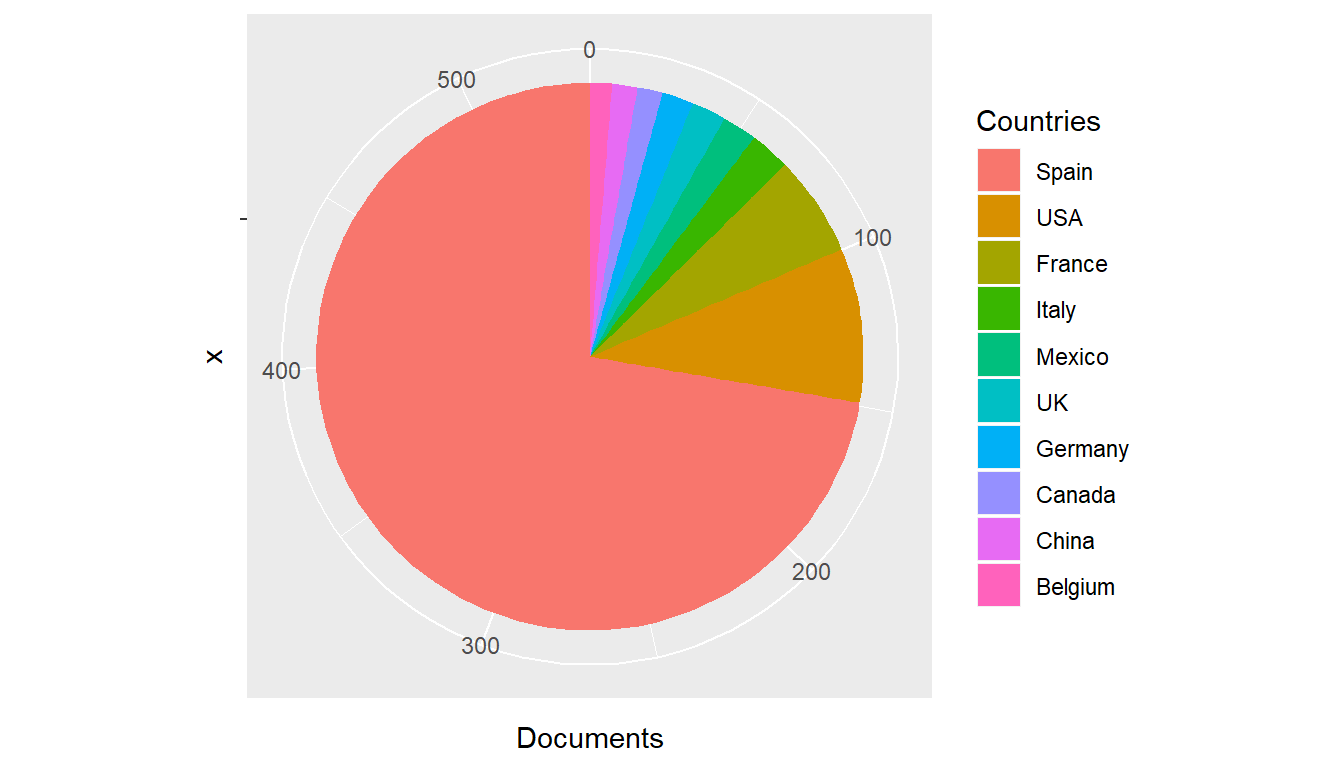 0
500
100
400
200
300
x
Documents
Countries
Spain
USA
France
Italy
Mexico
UK
Germany
Canada
China
Belgium